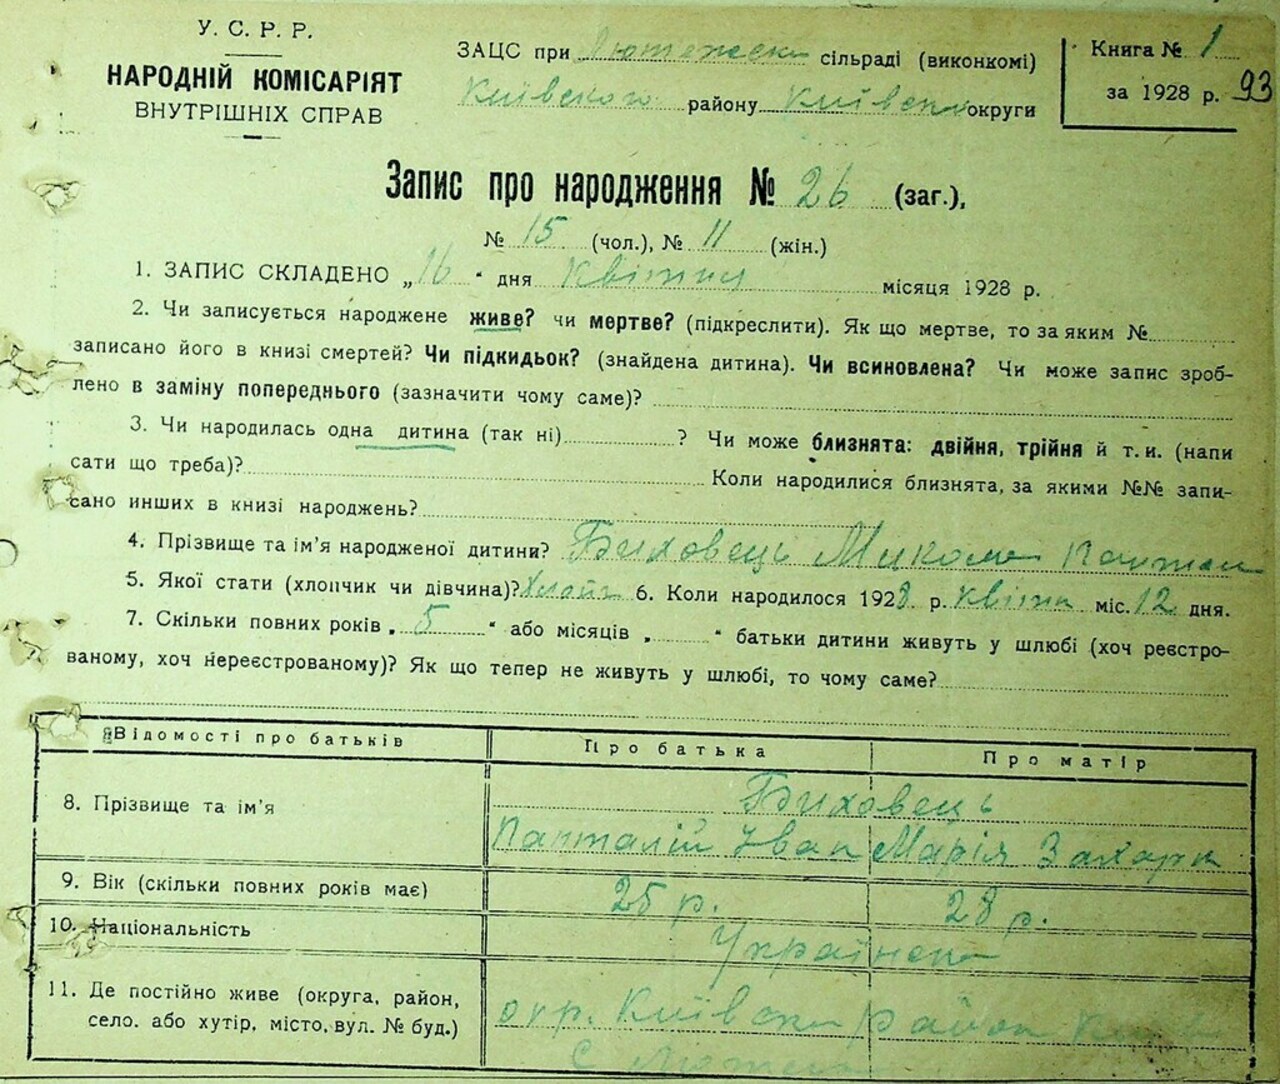 У. С. Р. Р.
НАРОДНІЙ КОМІСАРІЯТ
ВНУТРІШНІХ СПРАВ
ЗАЦС при Лютежськ сільраді (виконкомі)
Київського району Київськ округи
Книга № 1
за 1928 р. 93
Запис про народження № 26 (заг.),
№ 15 (чол.), № 11 (жін.)
1. ЗАПИС СКЛАДЕНО „16“ дня Квітня місяця 1928 р.
2. Чи записується народжене живе? чи мертве? (підкреслити). Як що мертве, то за яким №
записано його в книзі смертей? Чи підкидьок? (знайдена дитина). Чи всиновлена? Чи може запис зроб-
лено в заміну попереднього (зазначити чому саме)?
3. Чи народилась одна дитина (так ні) ? Чи може близнята: двійня, трійня й т. и. (напи
сати що треба)? Коли народилися близнята, за якими №№ запи-
сано инших в книзі народжень?
4. Прізвище та ім'я народженої дитини? Биховець Микола Пантал
5. Якої стати (хлопчик чи дівчина)? Хлопч 6. Коли народилося 1928 р. квітн міс. 12 дня.
7. Скільки повних років „ 5 “ або місяців „ “ батьки дитини живуть у шлюбі (хоч реєстро-
ваному, хоч нереєстрованому)? Як що тепер не живуть у шлюбі, то чому саме?
Відомості про батьків Про батька Про матір
8. Прізвище та ім'я Биховець
Панталій Іван Марія Захарк
9. Вік (скільки повних років має) 25 р. 28 р.
10. Національність Українськ
11. Де постійно живе (округа, район, окр. Київськ район
село. або хутір, місто, вул. № буд.) с